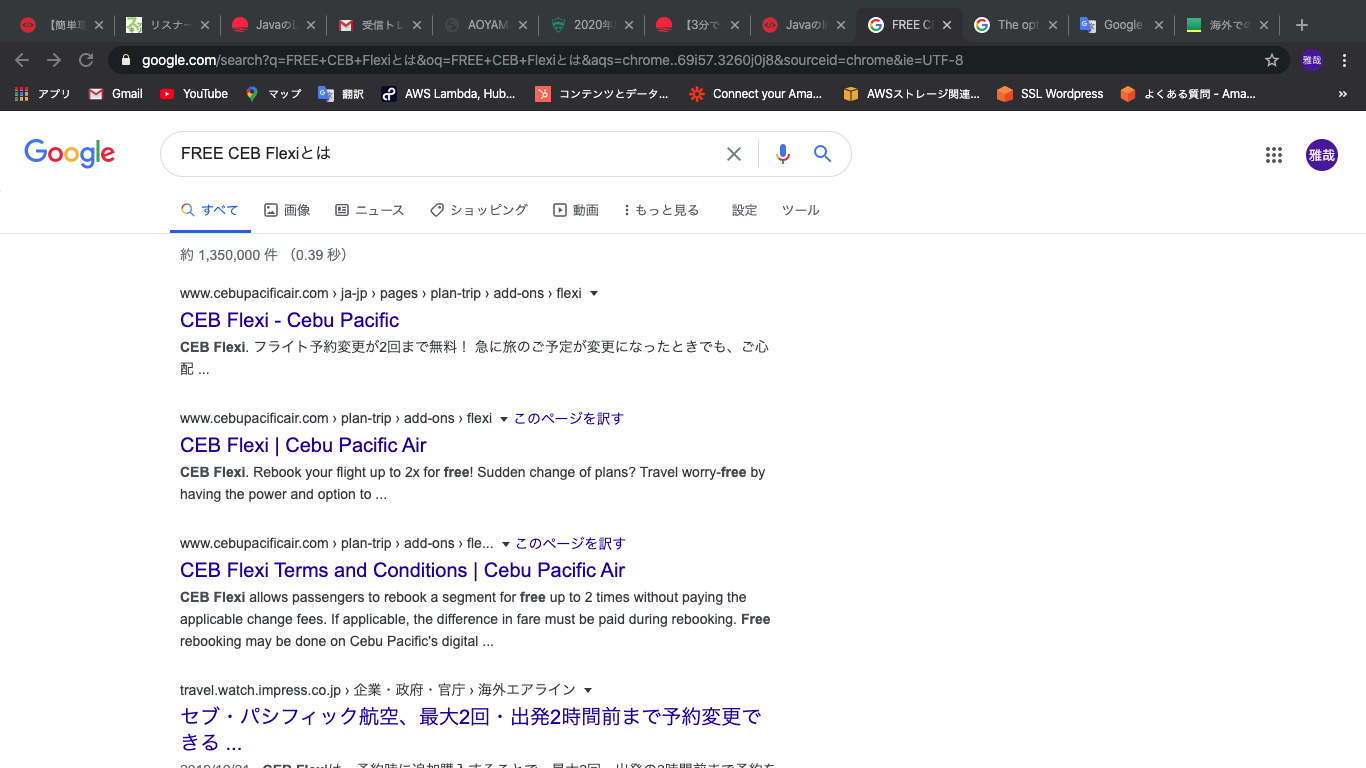 【簡単理
リスナー
Javaの
受信トレ
AOYAM
2020年
【3分で
Javaの
FREE CE
The opt
Google
海外での
google.com/search?q=FREE+CEB+Flexiとは&oq=FREE+CEB+Flexiとは&aqs=chrome..69i57.3260j0j8&sourceid=chrome&ie=UTF-8
雅哉
アプリ
Gmail
YouTube
マップ
翻訳
AWS Lambda, Hub...
コンテンツとデータ...
Connect your Ama...
AWSストレージ関連...
SSL Wordpress
よくある質問 - Ama...
»
Google
FREE CEB Flexiとは
雅哉
すべて
画像
ニュース
ショッピング
動画
もっと見る
設定
ツール
約 1,350,000 件 （0.39 秒）
www.cebupacificair.com › ja-jp › pages › plan-trip › add-ons › flexi
CEB Flexi - Cebu Pacific
CEB Flexi. フライト予約変更が2回まで無料！ 急に旅のご予定が変更になったときでも、ご心
配 ...
www.cebupacificair.com › plan-trip › add-ons › flexi
このページを訳す
CEB Flexi | Cebu Pacific Air
CEB Flexi. Rebook your flight up to 2x for free! Sudden change of plans? Travel worry-free by
having the power and option to ...
www.cebupacificair.com › plan-trip › add-ons › fle...
このページを訳す
CEB Flexi Terms and Conditions | Cebu Pacific Air
CEB Flexi allows passengers to rebook a segment for free up to 2 times without paying the
applicable change fees. If applicable, the difference in fare must be paid during rebooking. Free
rebooking may be done on Cebu Pacific's digital ...
travel.watch.impress.co.jp › 企業・政府・官庁 › 海外エアライン
セブ・パシフィック航空、最大2回・出発2時間前まで予約変更で
きる ...